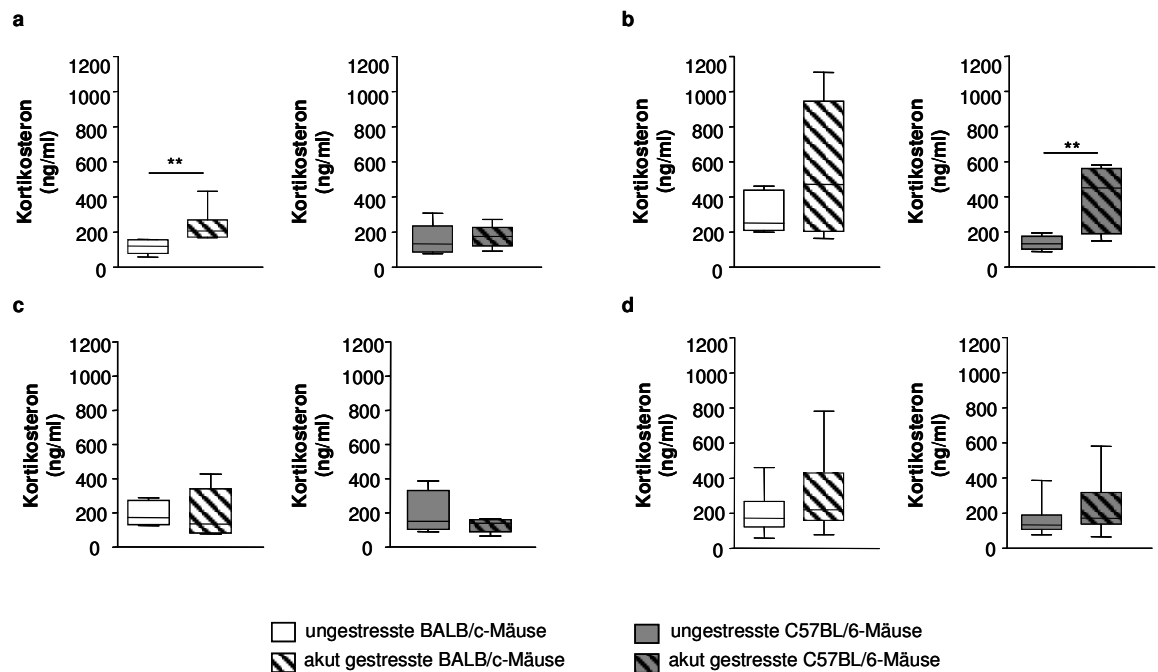 a
b
1200
1000
800
600
400
200
0
Kortikosteron
(ng/ml)
**
1200
1000
800
600
400
200
0
Kortikosteron
(ng/ml)
1200
1000
800
600
400
200
0
Kortikosteron
(ng/ml)
1200
1000
800
600
400
200
0
Kortikosteron
(ng/ml)
**
c
d
1200
1000
800
600
400
200
0
Kortikosteron
(ng/ml)
1200
1000
800
600
400
200
0
Kortikosteron
(ng/ml)
1200
1000
800
600
400
200
0
Kortikosteron
(ng/ml)
1200
1000
800
600
400
200
0
Kortikosteron
(ng/ml)
ungestresste BALB/c-Mäuse
ungestresste C57BL/6-Mäuse
akut gestresste BALB/c-Mäuse
akut gestresste C57BL/6-Mäuse